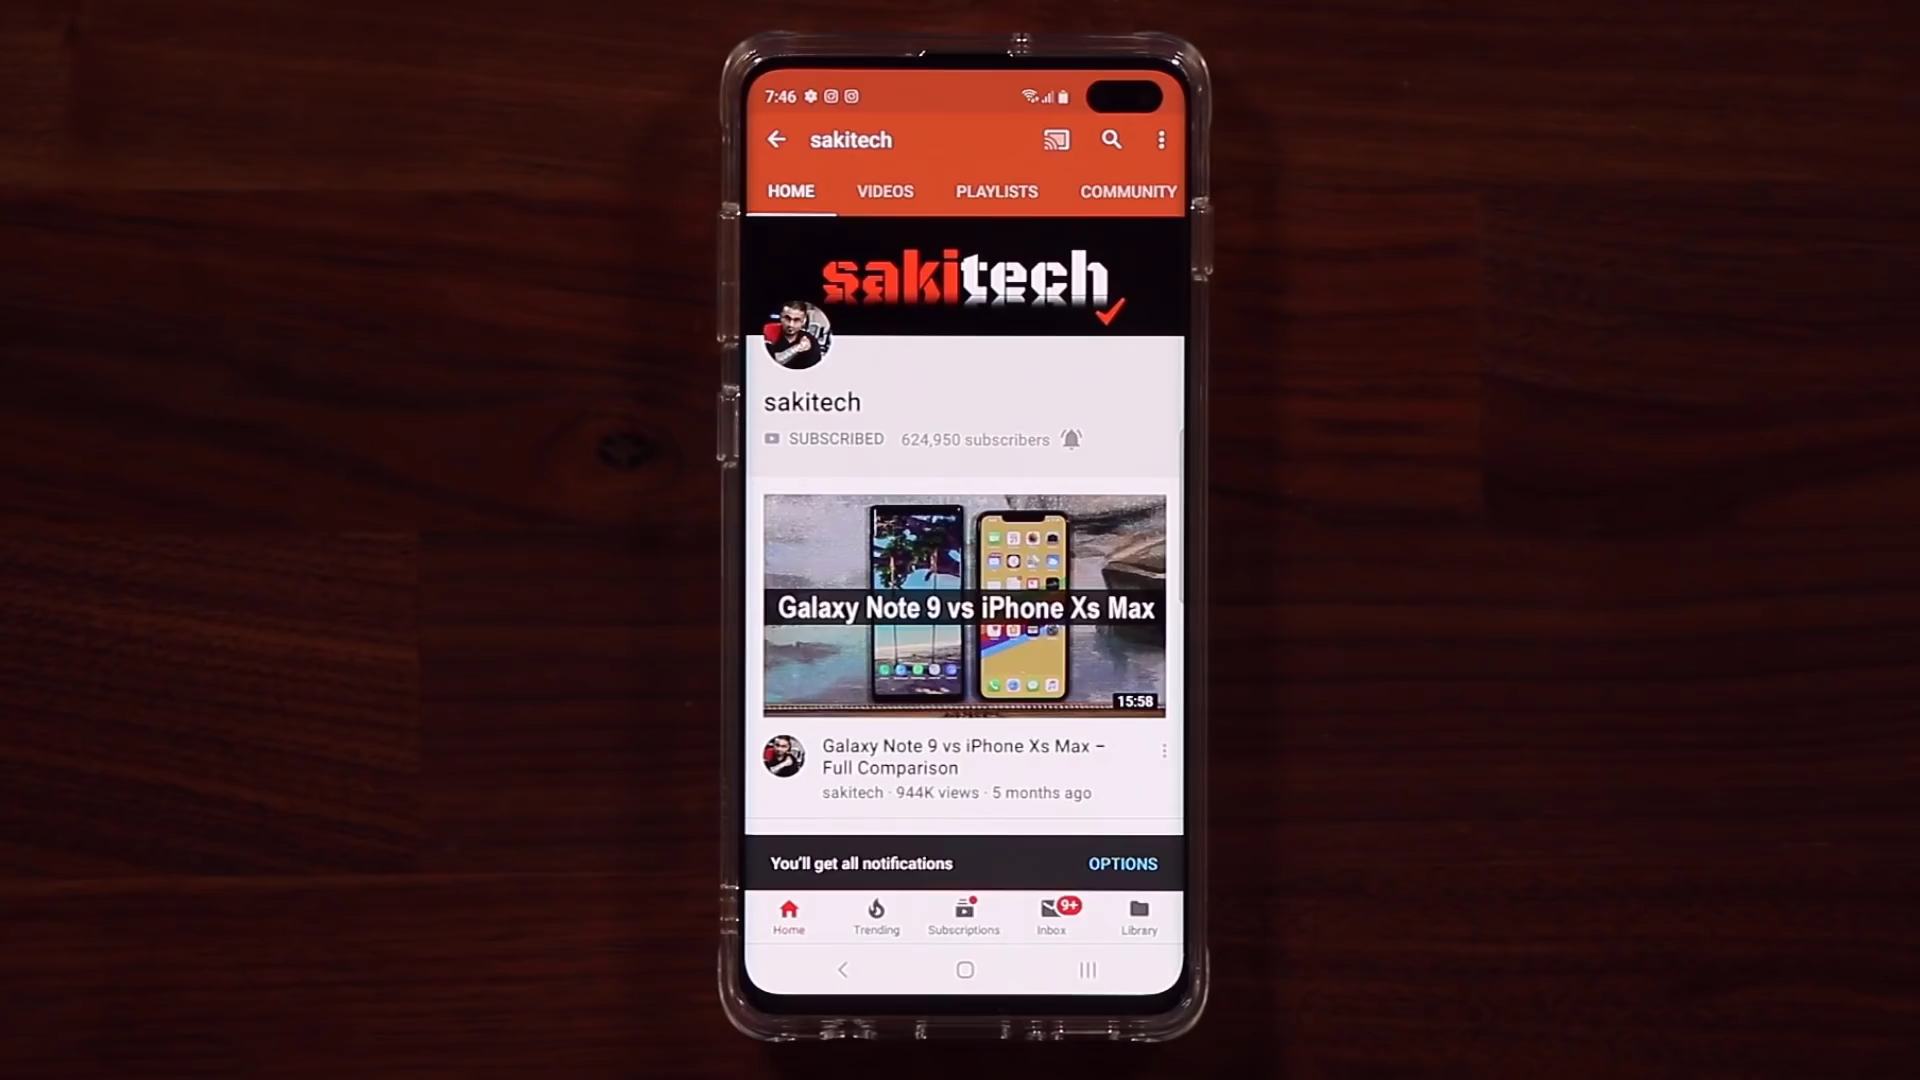 7:46
sakitech
HOME VIDEOS PLAYLISTS COMMUNITY
sakitech
sakitech
SUBSCRIBED 624,950 subscribers
Galaxy Note 9 vs iPhone Xs Max
15:58
Galaxy Note 9 vs iPhone Xs Max –
Full Comparison
sakitech · 944K views · 5 months ago
You'll get all notifications OPTIONS
9+
Home Trending Subscriptions Inbox Library